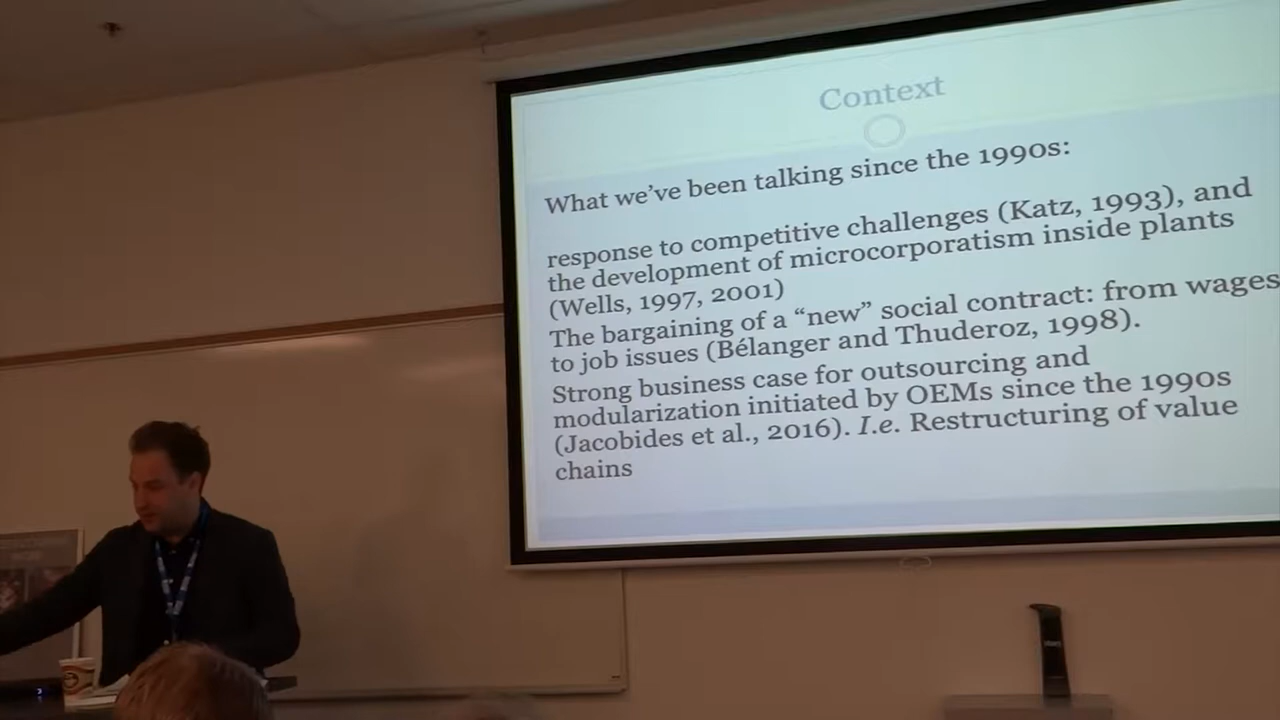 Context
What we've been talking since the 1990s:
response to competitive challenges (Katz, 1993), and
the development of microcorporatism inside plants
(Wells, 1997, 2001)
The bargaining of a “new” social contract: from wages
to job issues (Bélanger and Thuderoz, 1998).
Strong business case for outsourcing and
modularization initiated by OEMs since the 1990s
(Jacobides et al., 2016). I.e. Restructuring of value
chains